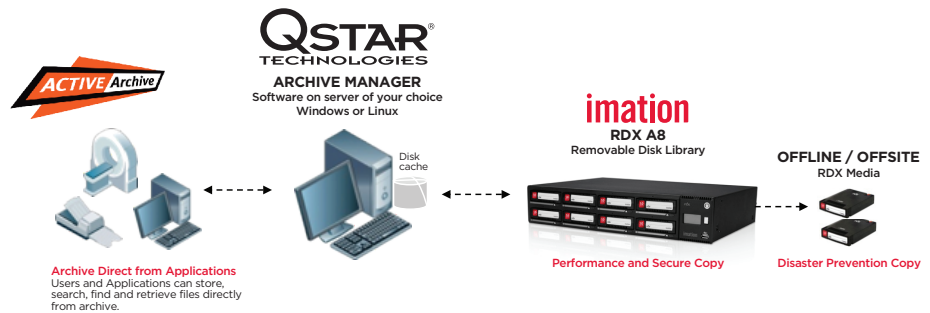 QSTAR®
TECHNOLOGIES
ACTIVE Archive
ARCHIVE MANAGER
Software on server of your choice
Windows or Linux
Disk
cache
imation
RDX A8
Removable Disk Library
OFFLINE / OFFSITE
RDX Media
Archive Direct from Applications
Users and Applications can store,
search, find and retrieve files directly
from archive.
Performance and Secure Copy
Disaster Prevention Copy